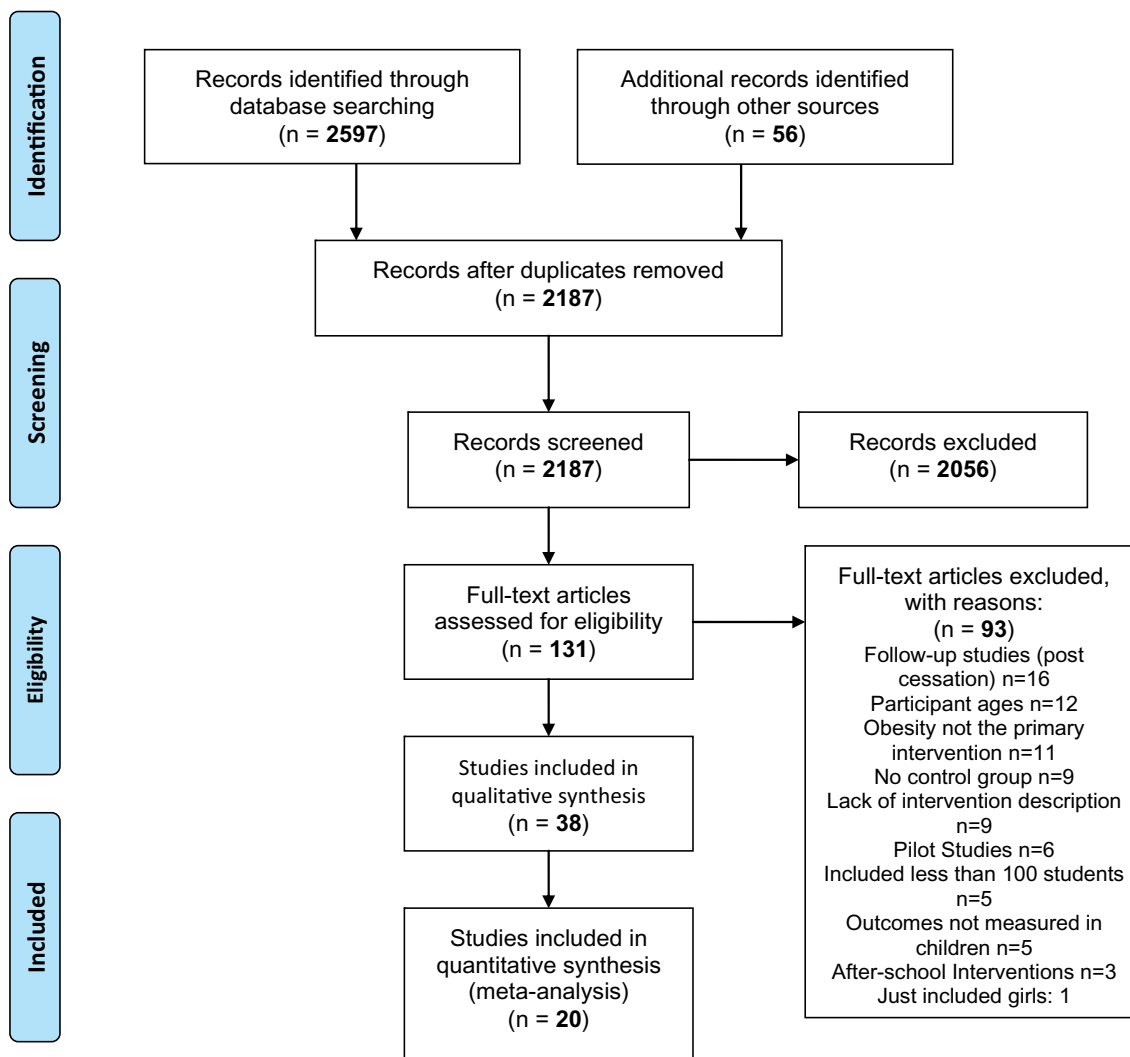 Identification
Records identified through
database searching
(n = 2597)
Additional records identified
through other sources
(n = 56)
Records after duplicates removed
(n = 2187)
Screening
Records screened
(n = 2187)
Records excluded
(n = 2056)
Eligibility
Full-text articles
assessed for eligibility
(n = 131)
Full-text articles excluded,
with reasons:
(n = 93)
Follow-up studies (post
cessation) n=16
Participant ages n=12
Obesity not the primary
intervention n=11
No control group n=9
Lack of intervention description
n=9
Pilot Studies n=6
Included less than 100 students
n=5
Outcomes not measured in
children n=5
After-school Interventions n=3
Just included girls: 1
Studies included in
qualitative synthesis
(n = 38)
Included
Studies included in
quantitative synthesis
(meta-analysis)
(n = 20)